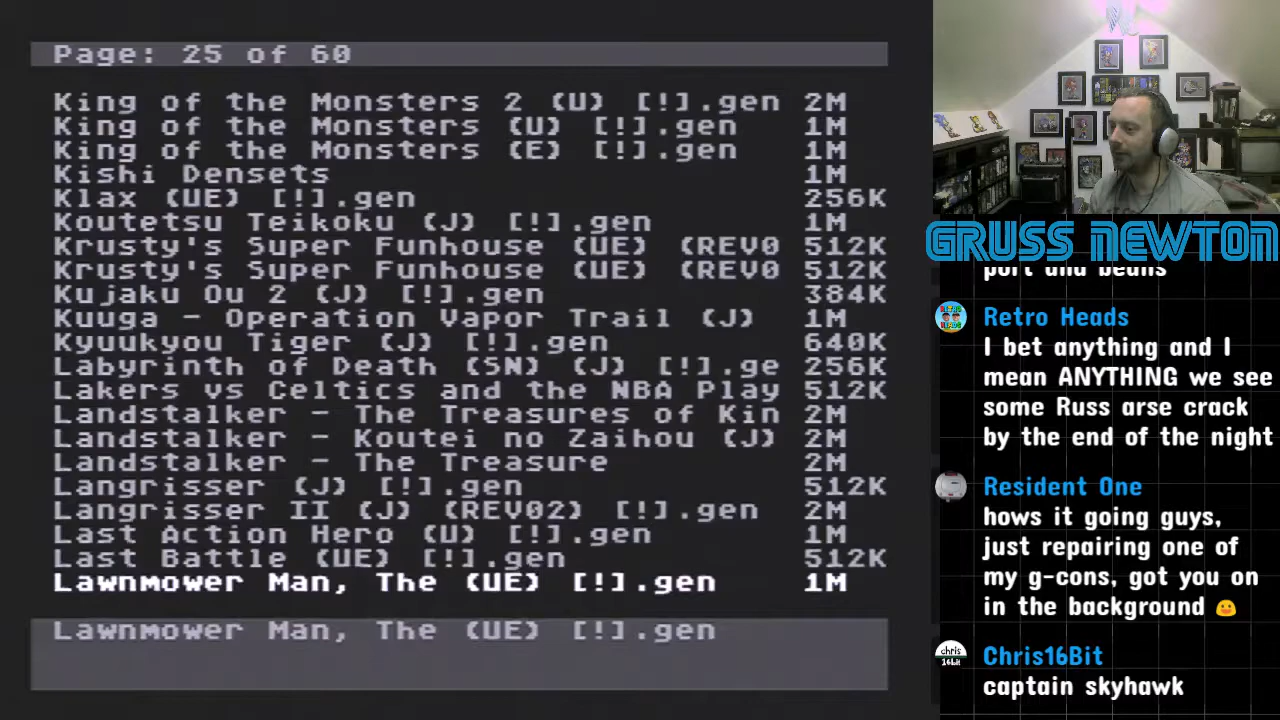 Page: 25 of 60
King of the Monsters 2 (U) [!].gen 2M
King of the Monsters (U) [!].gen 1M
King of the Monsters (E) [!].gen 1M
Kishi Densets 1M
Klax (UE) [!].gen 256K
Koutetsu Teikoku (J) [!].gen 1M
Krusty's Super Funhouse (UE) (REV0 512K
Krusty's Super Funhouse (UE) (REV0 512K
Kujaku Ou 2 (J) [!].gen 384K
Kuuga - Operation Vapor Trail (J) 1M
Kyuukyou Tiger (J) [!].gen 640K
Labyrinth of Death (SN) (J) [!].ge 256K
Lakers vs Celtics and the NBA Play 512K
Landstalker - The Treasures of Kin 2M
Landstalker - Koutei no Zaihou (J) 2M
Landstalker - The Treasure 2M
Langrisser (J) [!].gen 512K
Langrisser II (J) (REV02) [!].gen 2M
Last Action Hero (U) [!].gen 1M
Last Battle (UE) [!].gen 512K
Lawnmower Man, The (UE) [!].gen 1M
Lawnmower Man, The (UE) [!].gen
GRUSS NEWTON
port and beans
Retro Heads
I bet anything and I
mean ANYTHING we see
some Russ arse crack
by the end of the night
Resident One
hows it going guys,
just repairing one of
my g-cons, got you on
in the background
chris
16bit
Chris16Bit
captain skyhawk